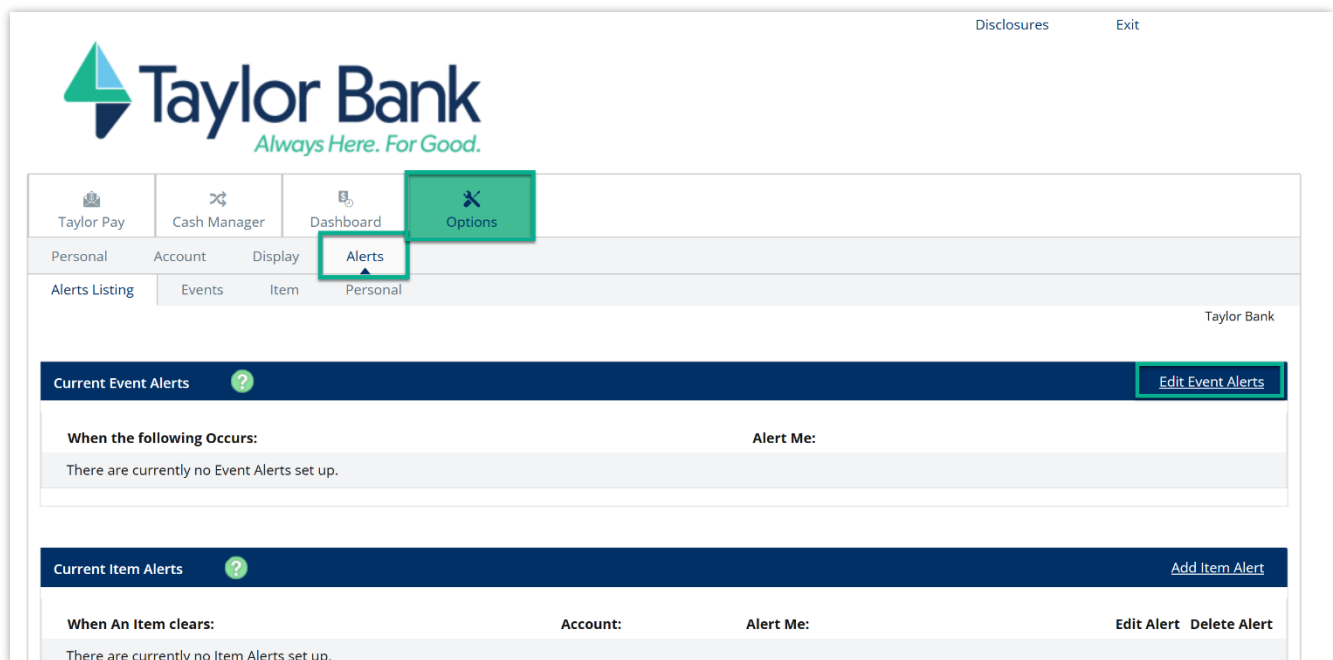 Disclosures Exit
Taylor Bank
Always Here. For Good.
Taylor Pay Cash Manager Dashboard Options
Personal Account Display Alerts
Alerts Listing Events Item Personal
Taylor Bank
Current Event Alerts ? Edit Event Alerts
When the following Occurs: Alert Me:
There are currently no Event Alerts set up.
Current Item Alerts ? Add Item Alert
When An Item clears: Account: Alert Me: Edit Alert Delete Alert
There are currently no Item Alerts set up.